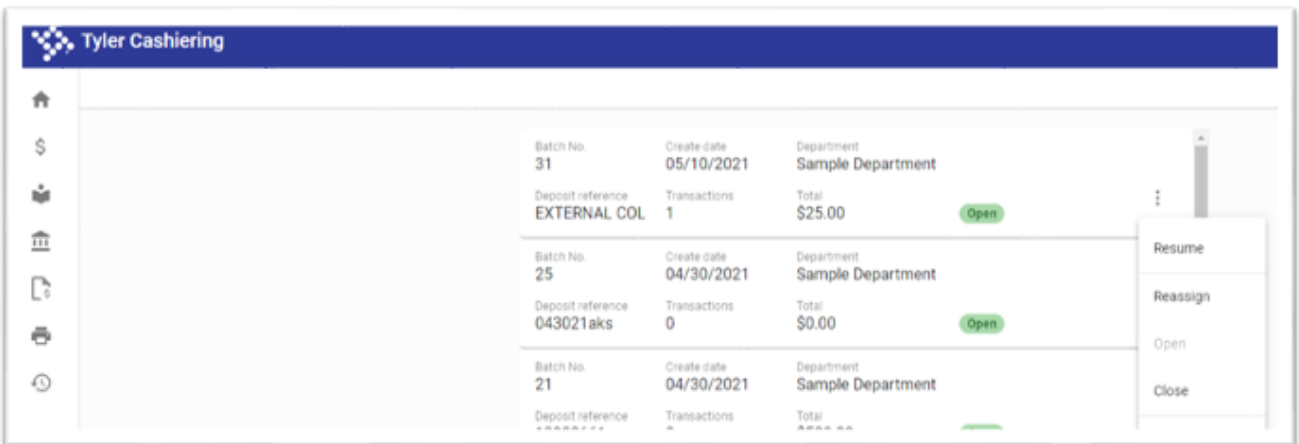 Tyler Cashiering
Batch No. Create date Department
31 05/10/2021 Sample Department
Deposit reference Transactions Total
EXTERNAL COL 1 $25.00 Open
Resume
Batch No. Create date Department
25 04/30/2021 Sample Department
Reassign
Deposit reference Transactions Total
043021aks 0 $0.00 Open
Open
Batch No. Create date Department
21 04/30/2021 Sample Department
Close
Deposit reference Transactions Total